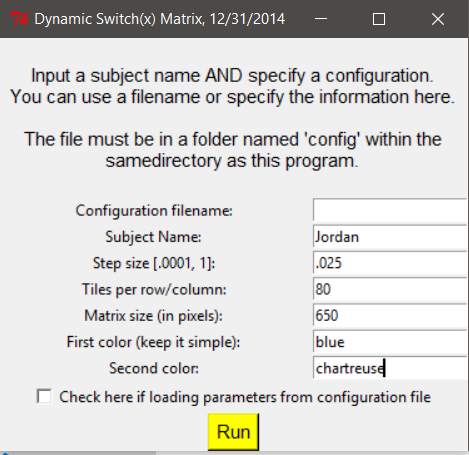 Dynamic Switch(x) Matrix, 12/31/2014
Input a subject name AND specify a configuration.
You can use a filename or specify the information here.
The file must be in a folder named 'config' within the
samedirectory as this program.
Configuration filename:
Subject Name: Jordan
Step size [.0001, 1]: .025
Tiles per row/column: 80
Matrix size (in pixels): 650
First color (keep it simple): blue
Second color: chartreuse
Check here if loading parameters from configuration file
Run